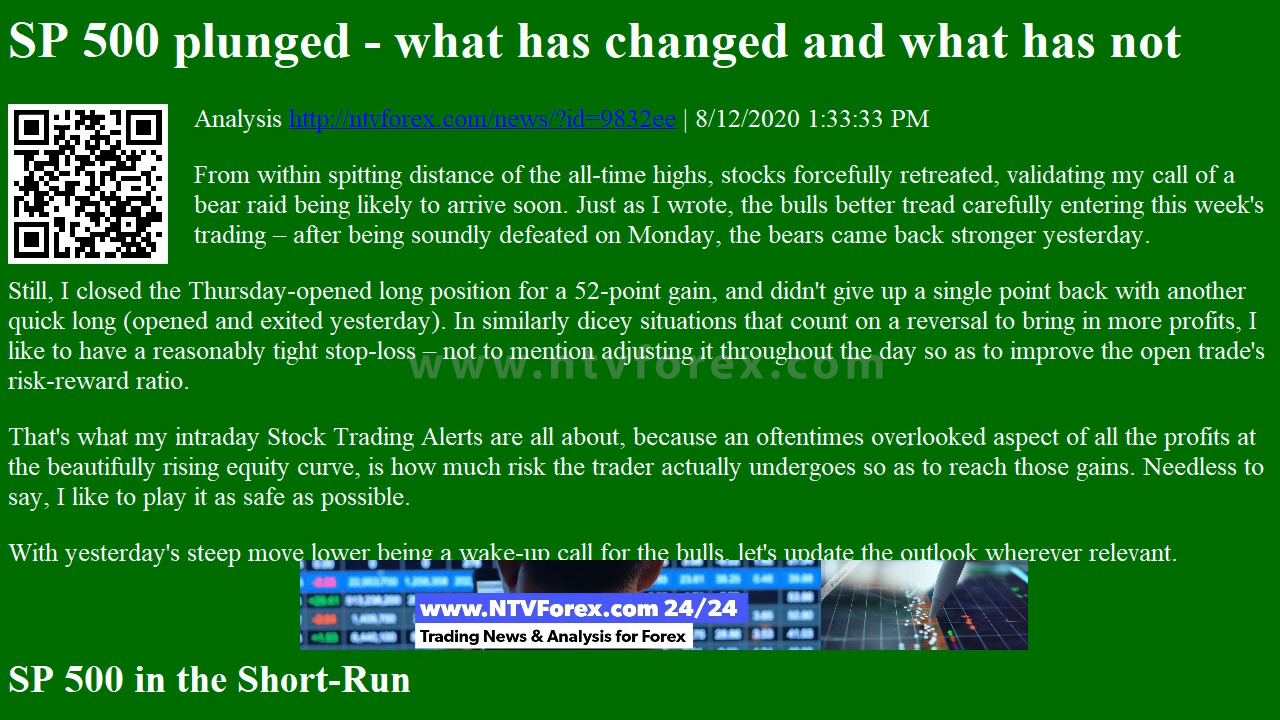 SP 500 plunged - what has changed and what has not
Analysis http://ntvforex.com/news/?id=9832ee | 8/12/2020 1:33:33 PM
From within spitting distance of the all-time highs, stocks forcefully retreated, validating my call of a
bear raid being likely to arrive soon. Just as I wrote, the bulls better tread carefully entering this week's
trading – after being soundly defeated on Monday, the bears came back stronger yesterday.
Still, I closed the Thursday-opened long position for a 52-point gain, and didn't give up a single point back with another
quick long (opened and exited yesterday). In similarly dicey situations that count on a reversal to bring in more profits, I
like to have a reasonably tight stop-loss – not to mention adjusting it throughout the day so as to improve the open trade's
www.ntvforex.com
risk-reward ratio.
That's what my intraday Stock Trading Alerts are all about, because an oftentimes overlooked aspect of all the profits at
the beautifully rising equity curve, is how much risk the trader actually undergoes so as to reach those gains. Needless to
say, I like to play it as safe as possible.
With yesterday's steep move lower being a wake-up call for the bulls, let's update the outlook wherever relevant.
www.NTVForex.com 24/24
Trading News & Analysis for Forex
SP 500 in the Short-Run